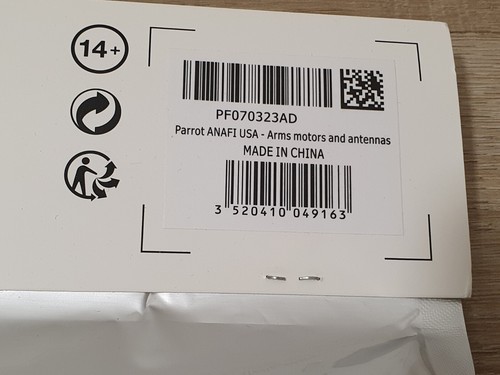 14+
PF070323AD
Parrot ANAFI USA - Arms motors and antennas
MADE IN CHINA
3 520410 049163